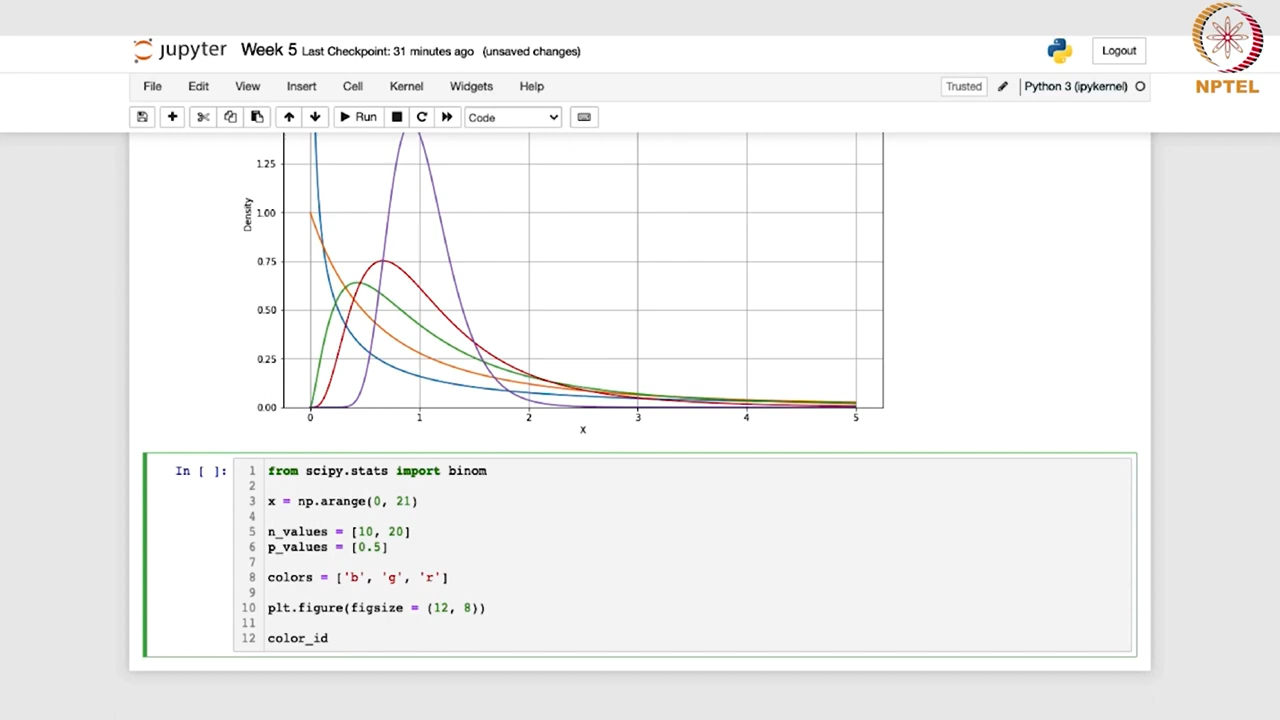 jupyter Week 5 Last Checkpoint: 31 minutes ago (unsaved changes)
Logout
NPTEL
File Edit View Insert Cell Kernel Widgets Help
Trusted Python 3 (ipykernel)
Run Code
1.25
1.00
0.75
0.50
0.25
0.00
Density
0 1 2 3 4 5
x
In [ ]:
1 from scipy.stats import binom
2
3 x = np.arange(0, 21)
4
5 n_values = [10, 20]
6 p_values = [0.5]
7
8 colors = ['b', 'g', 'r']
9
10 plt.figure(figsize = (12, 8))
11
12 color_id